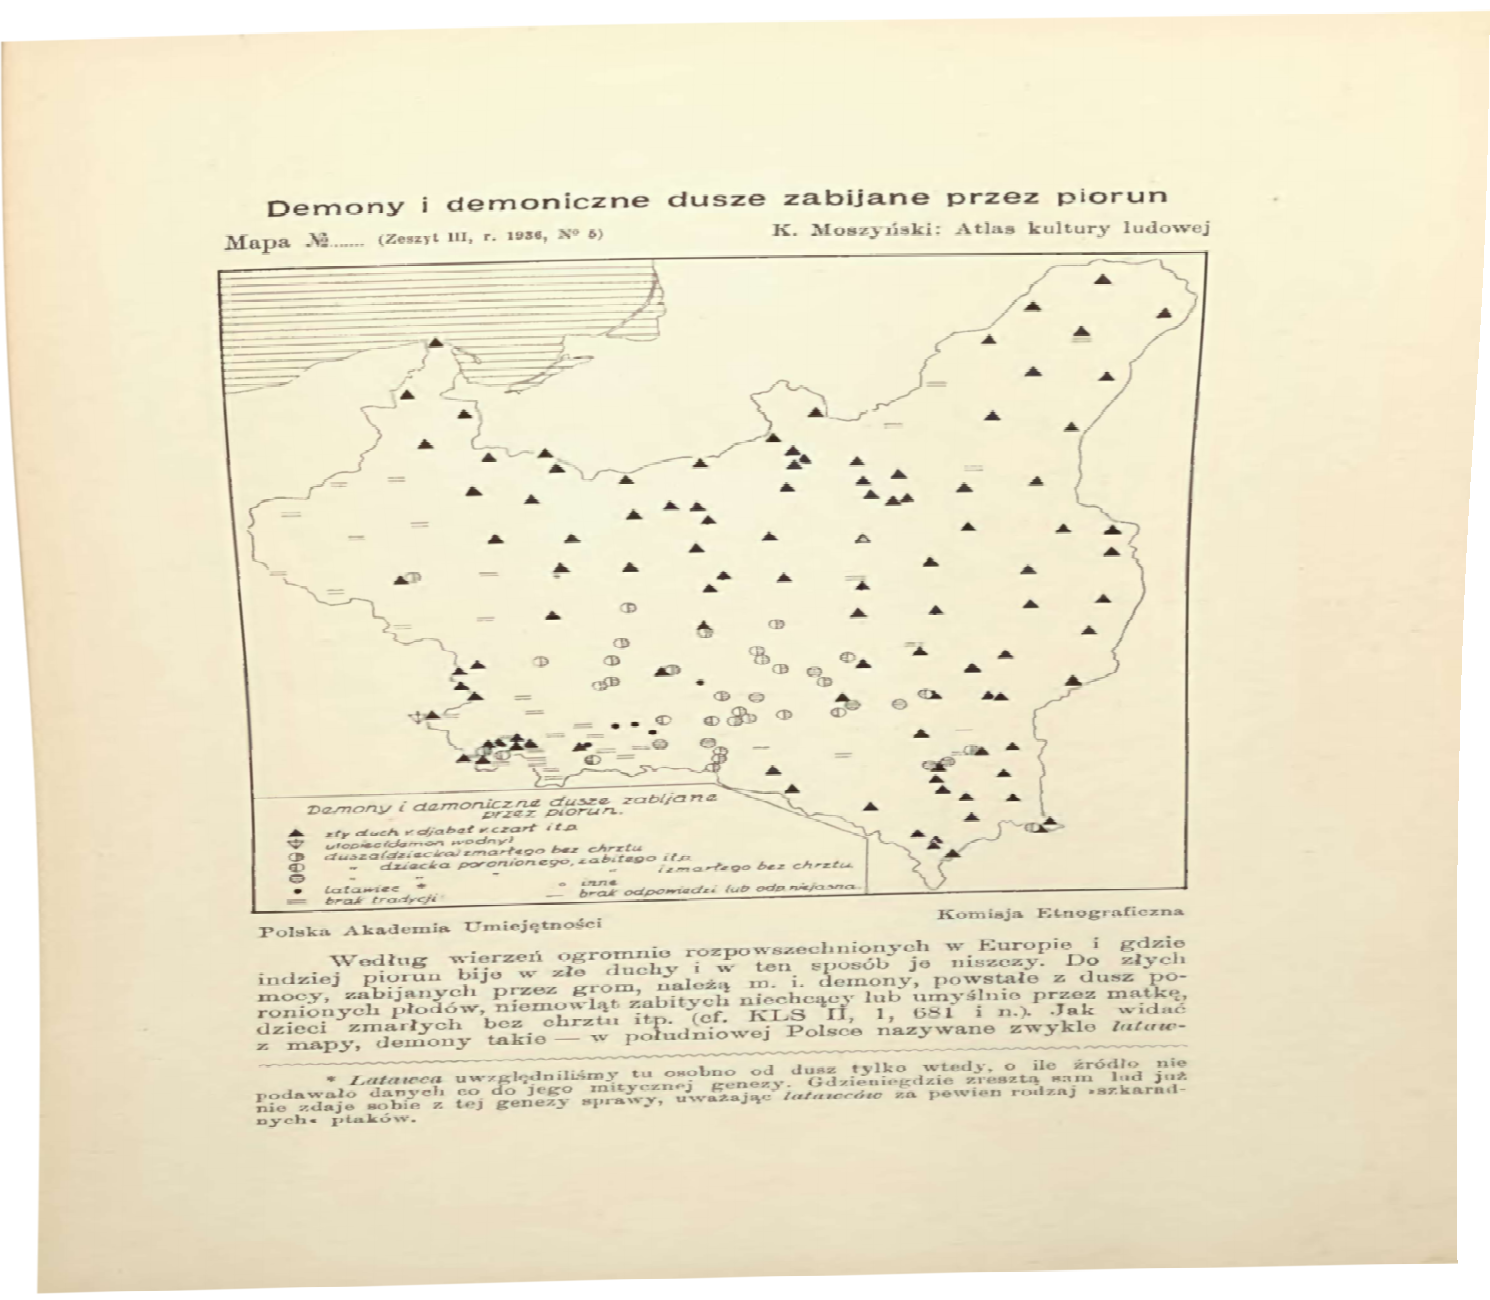 Demony i demoniczne dusze zabijane przez piorun
Mapa №....... (Zeszyt III, r. 1936, Nº 5)
K. Moszyński: Atlas kultury ludowej
Demony i demoniczne dusze zabijane
przez piorun.
zły duch v. djabeł v. czart itp.
utopiec (demon wodny)
dusza (dziecka) zmarłego bez chrztu
" dziecka poronionego, zabitego itp.
" " " " i zmarłego bez chrztu.
latawiec *
inne
brak tradycji
brak odpowiedzi lub odp. niejasna.
Polska Akademia Umiejętności
Komisja Etnograficzna
Według wierzeń ogromnie rozpowszechnionych w Europie i gdzie
indziej piorun bije w złe duchy i w ten sposób je niszczy. Do złych
mocy, zabijanych przez grom, należą m. i. demony, powstałe z dusz po-
ronionych płodów, niemowląt zabitych niechcący lub umyślnie przez matkę,
dzieci zmarłych bez chrztu itp. (cf. KLS II, 1, 681 i n.). Jak widać
z mapy, demony takie — w południowej Polsce nazywane zwykle lataw-
* Latawca uwzględniliśmy tu osobno od dusz tylko wtedy, o ile źródło nie
podawało danych co do jego mitycznej genezy. Gdzieniegdzie zresztą sam lud już
nie zdaje sobie z tej genezy sprawy, uważając latawców za pewien rodzaj »szkarad-
nych« ptaków.